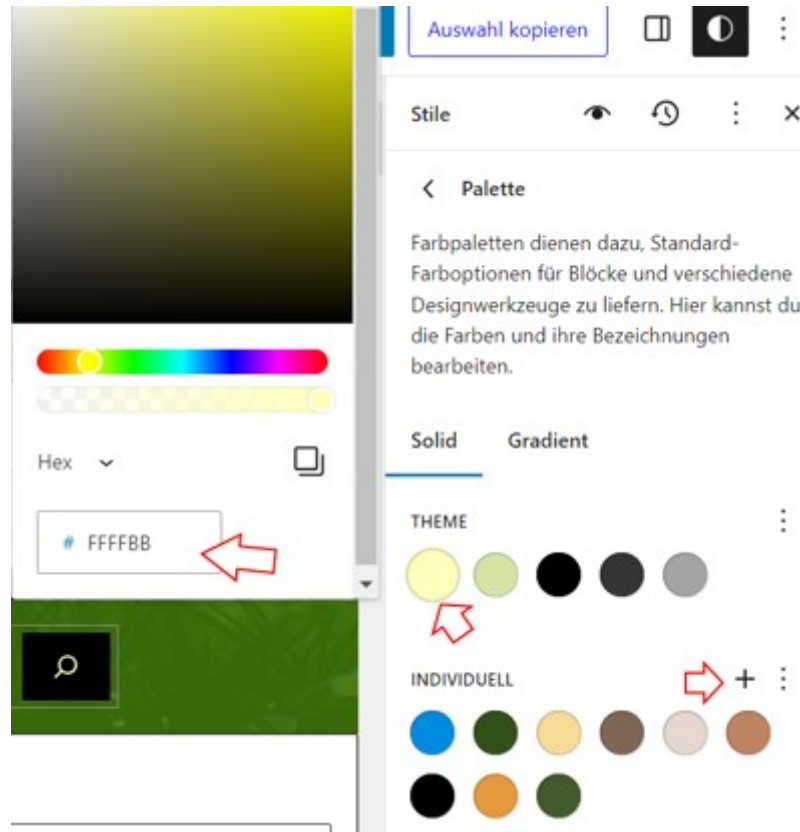 Auswahl kopieren
Stile
Palette
Farbpaletten dienen dazu, Standard-
Farboptionen für Blöcke und verschiedene
Designwerkzeuge zu liefern. Hier kannst du
die Farben und ihre Bezeichnungen
bearbeiten.
Solid Gradient
Hex
# FFFFBB
THEME
INDIVIDUELL